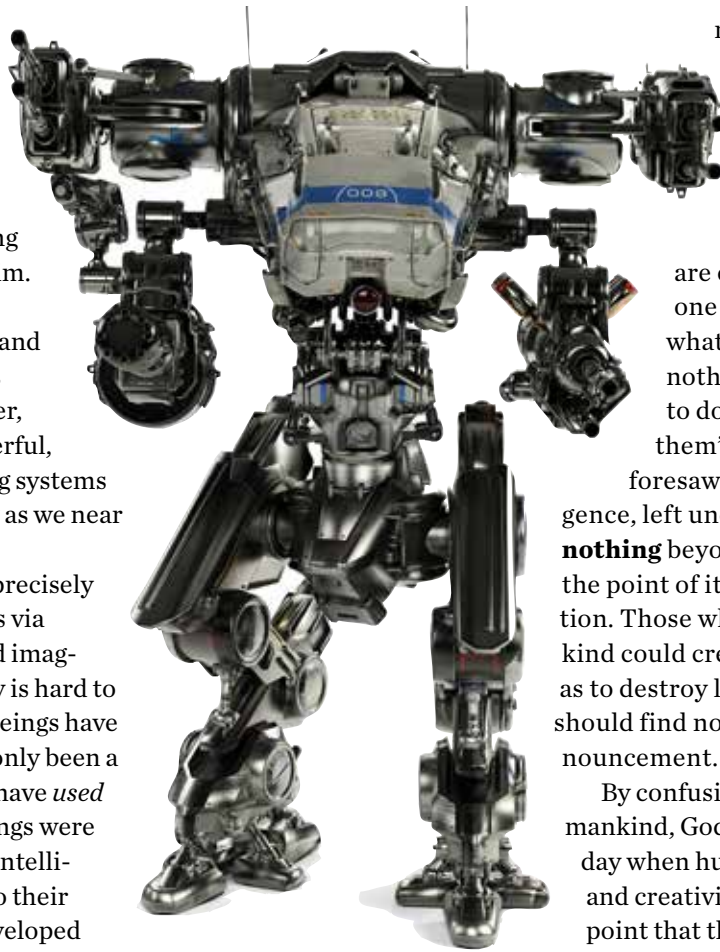 ng
m.
and
er,
erful,
g systems
as we near
precisely
s via
d imag-
y is hard to
eings have
only been a
have used
ngs were
ntelli-
o their
veloped
008
r
are
one
what
noth
to do
them’
foresaw
gence, left un
nothing beyo
the point of it
tion. Those wh
kind could cre
as to destroy l
should find no
nouncement.
By confusi
mankind, God
day when hu
and creativi
point that th